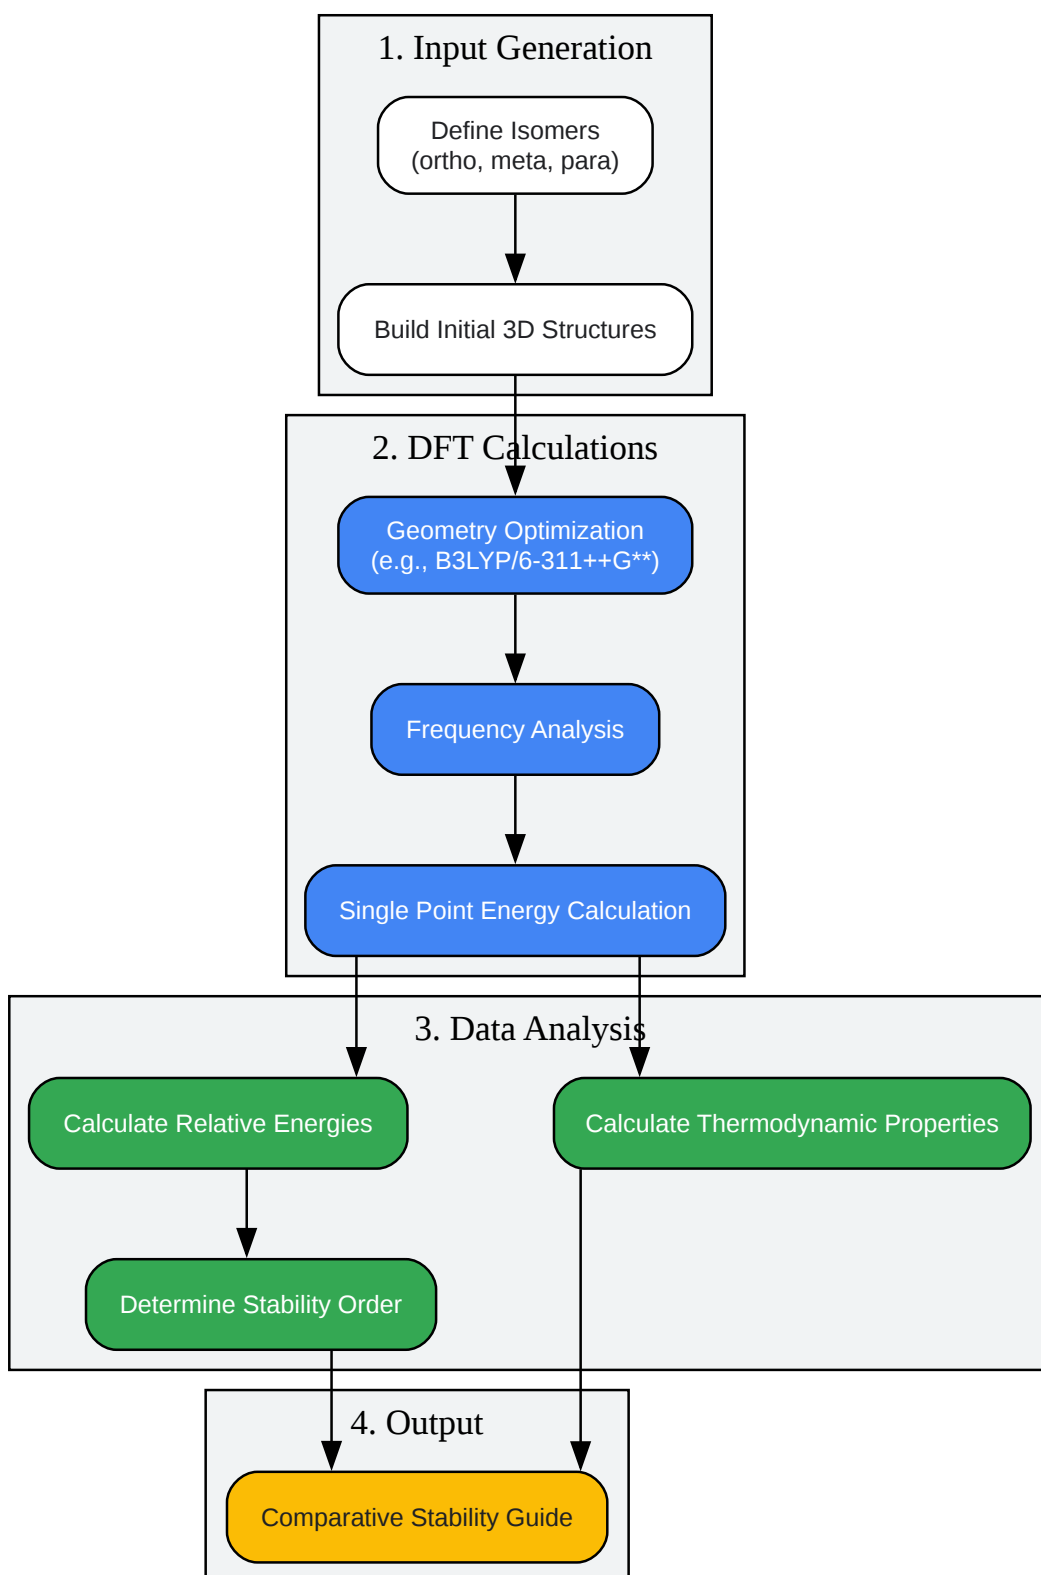 1. Input Generation
Define Isomers
(ortho, meta, para)
Build Initial 3D Structures
2. DFT Calculations
Geometry Optimization
(e.g., B3LYP/6-311++G**)
Frequency Analysis
Single Point Energy Calculation
3. Data Analysis
Calculate Relative Energies
Calculate Thermodynamic Properties
Determine Stability Order
4. Output
Comparative Stability Guide